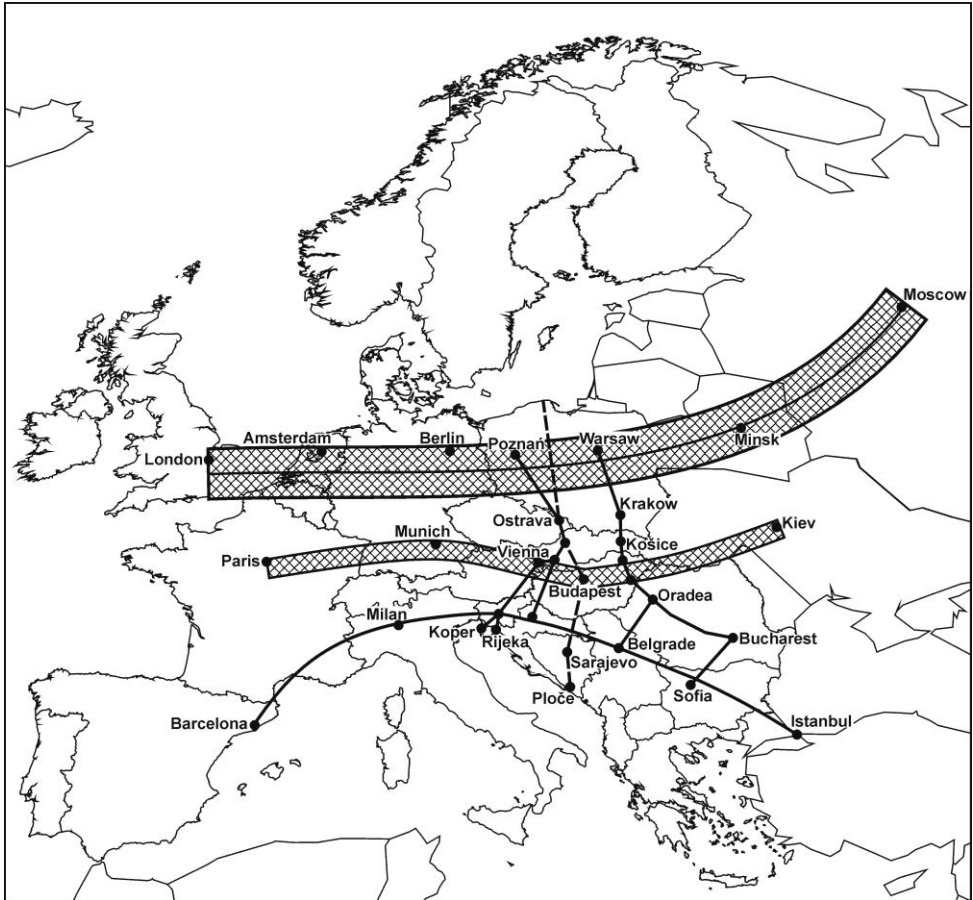 Moscow
Amsterdam
Berlin
Poznań
Warsaw
Minsk
London
Krakow
Ostrava
Kiev
Munich
Košice
Vienna
Paris
Budapest
Oradea
Milan
Koper
Rijeka
Belgrade
Bucharest
Sarajevo
Ploče
Sofia
Barcelona
Istanbul